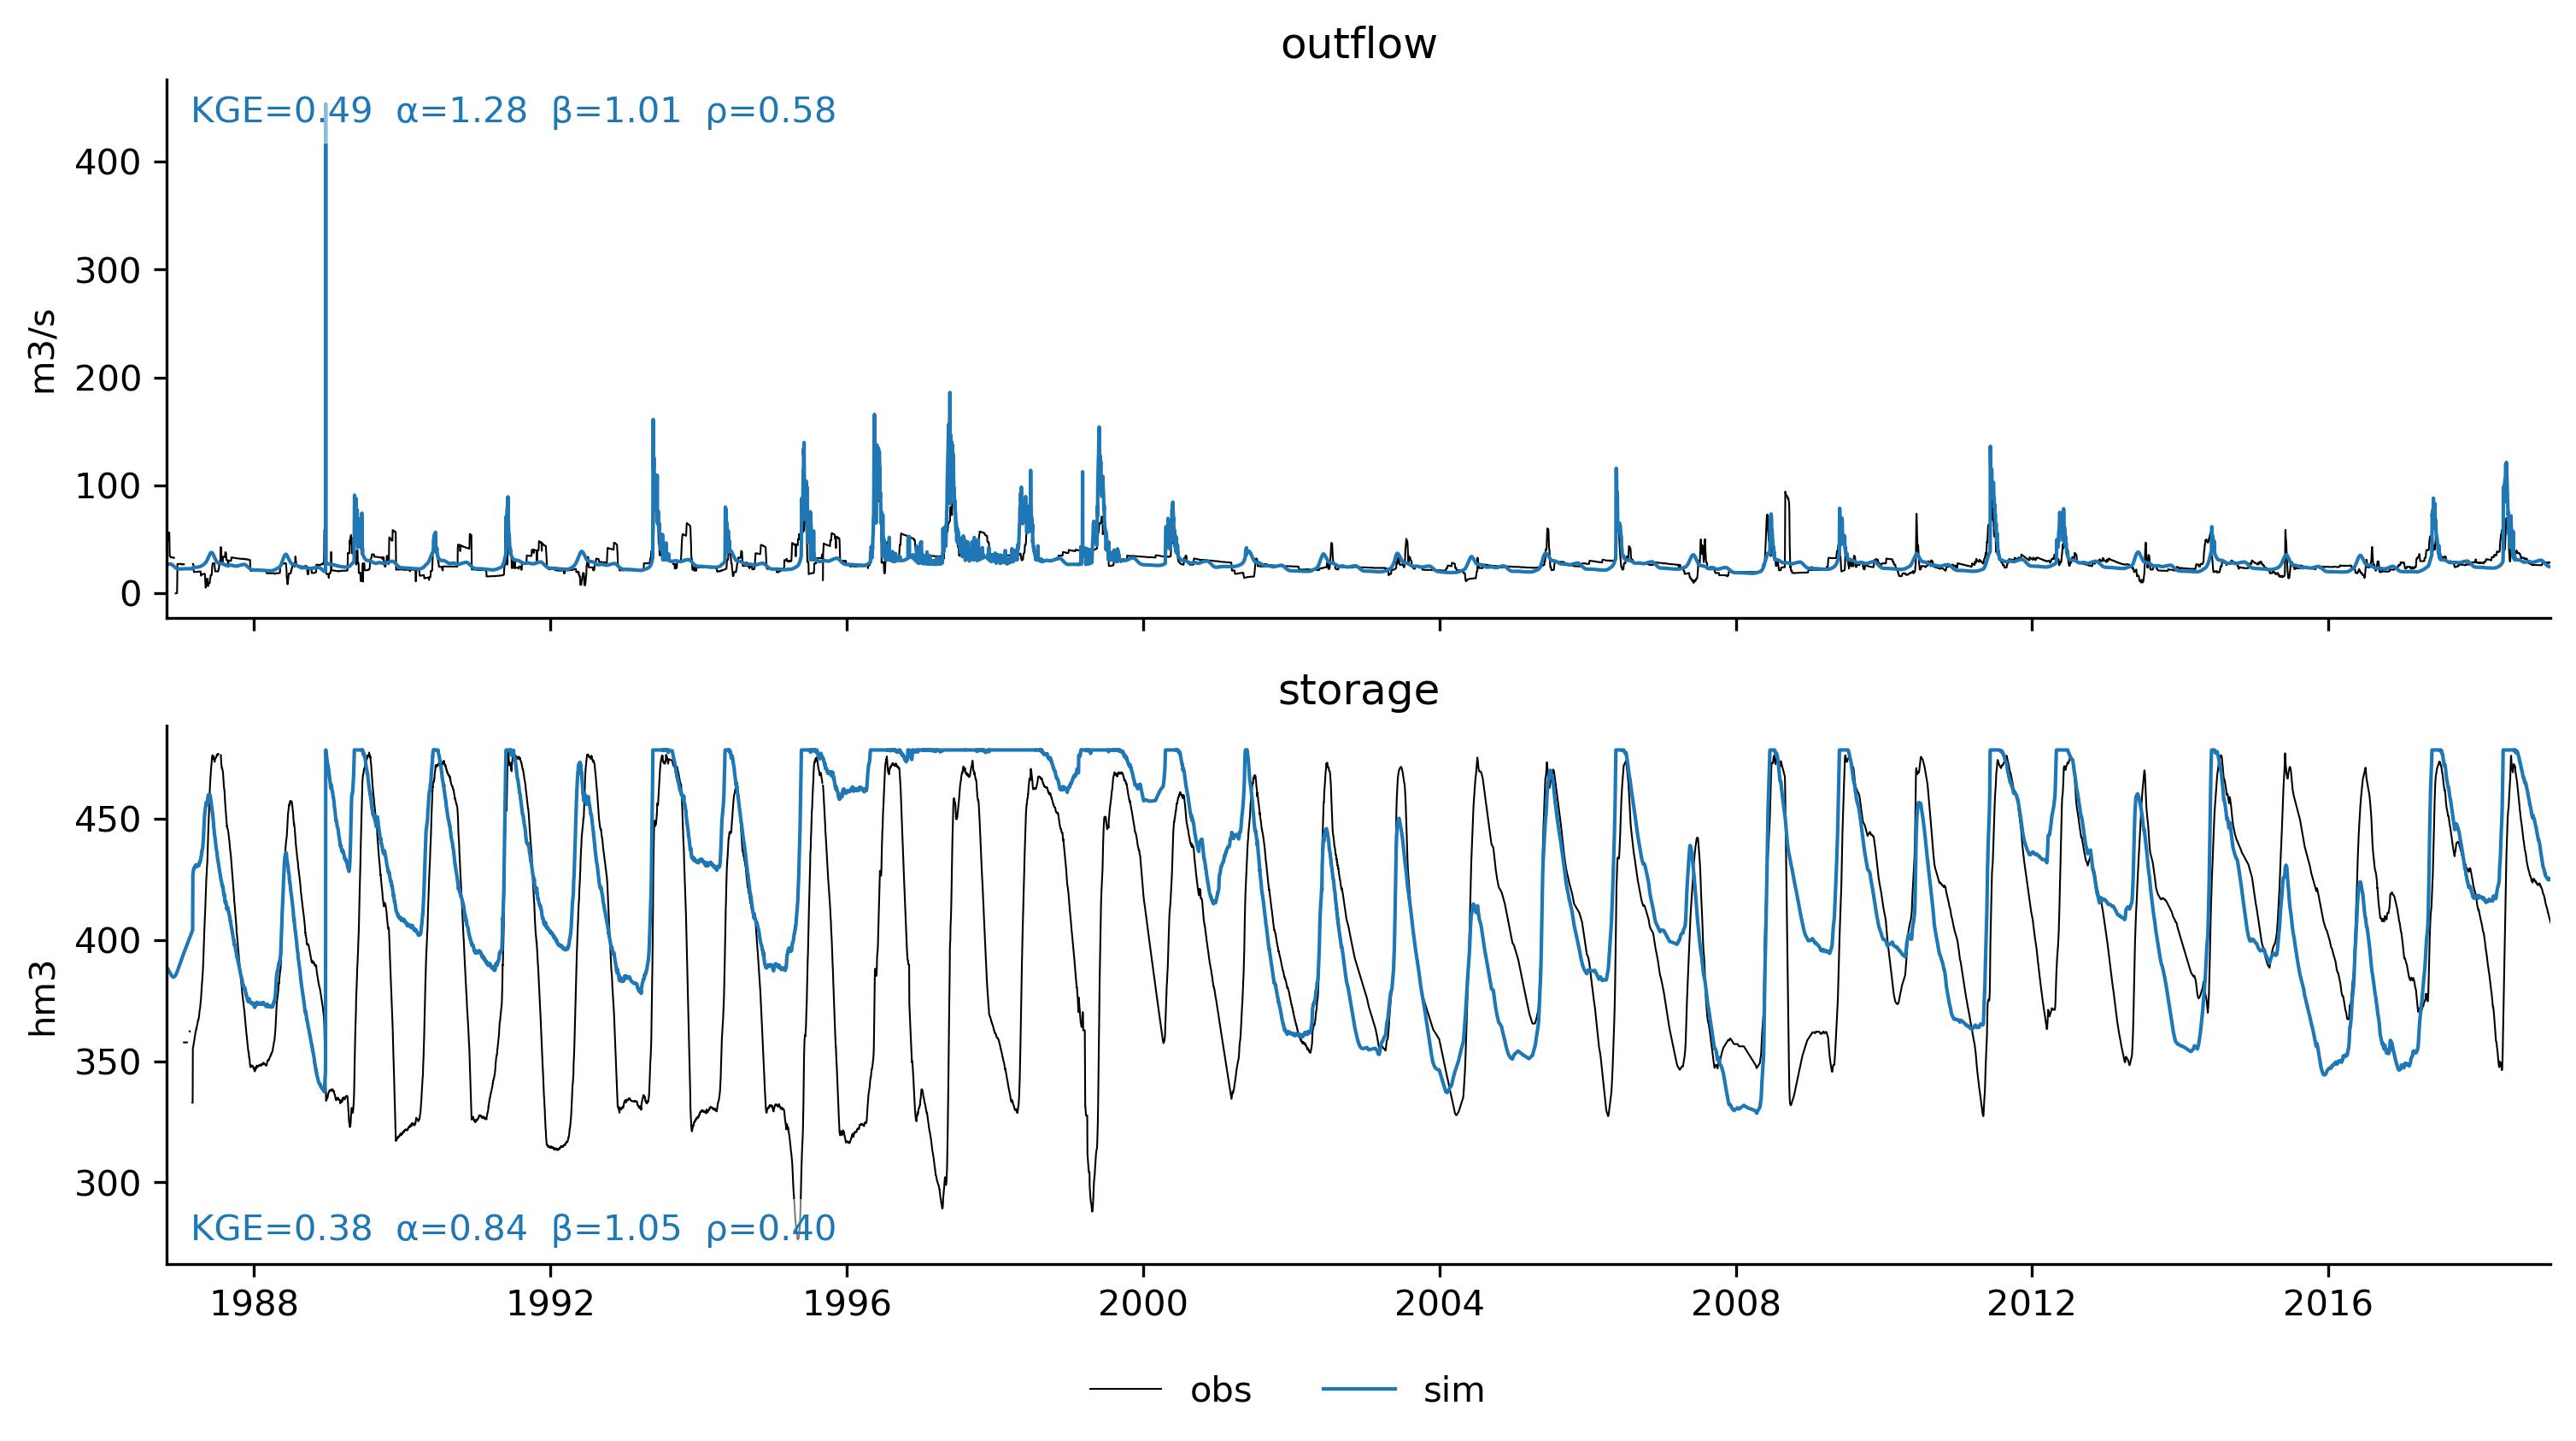 outflow
KGE=0.49 α=1.28 β=1.01 ρ=0.58
m3/s
400
300
200
100
0
storage
hm3
450
400
350
300
KGE=0.38 α=0.84 β=1.05 ρ=0.40
1988 1992 1996 2000 2004 2008 2012 2016
obs sim